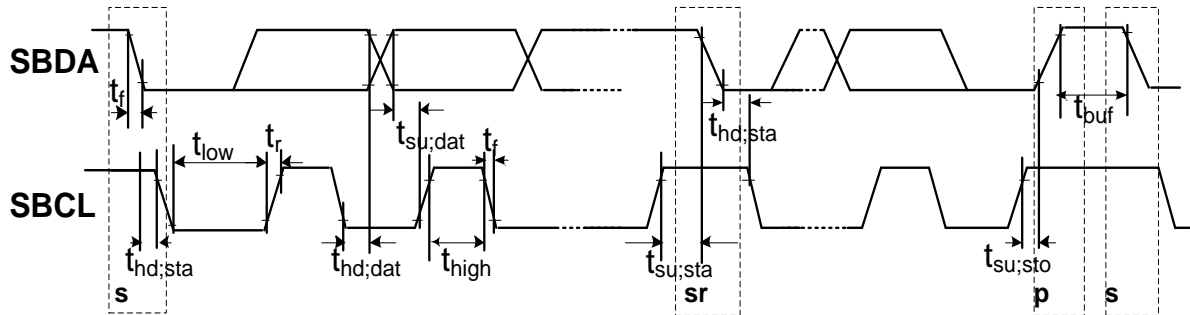 SBDA
t_f
t_su;dat
t_hd;sta
t_buf
t_low
t_r
t_f
SBCL
t_hd;sta
t_hd;dat
t_high
t_su;sta
t_su;sto
s
sr
p
s